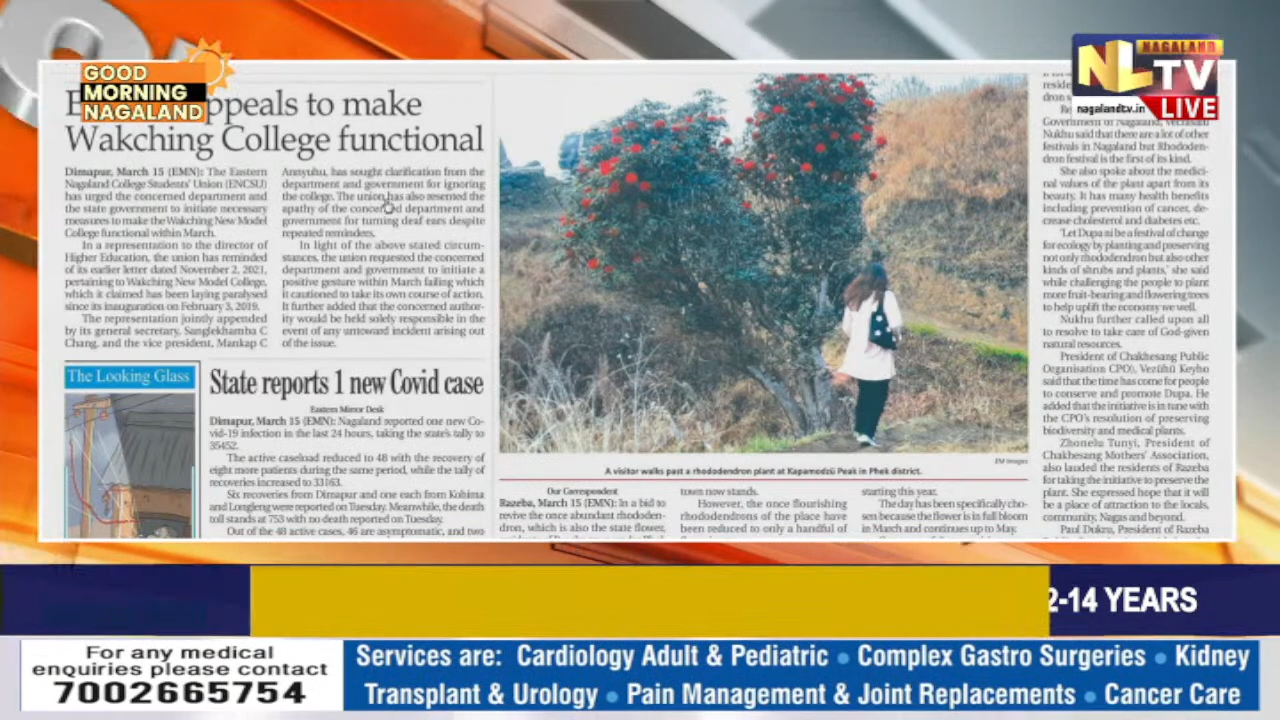 GOOD
MORNING
NAGALAND
NL
NAGALAND
TV
nagalandtv.in
LIVE
appeals to make
Wakching College functional
Dimapur, March 15 (EMN): The Eastern
Nagaland College Students' Union (ENCSU)
has urged the concerned department and
the state government to initiate necessary
measures to make the Wakching New Model
College functional within March.
In a representation to the director of
Higher Education, the union has reminded
of its earlier letter dated November 2, 2021,
pertaining to Wakching New Model College,
which it claimed has been laying paralysed
since its inauguration on February 3, 2019.
The representation jointly appended
by its general secretary, Sanglekhamba C
Chang, and the vice president, Mankap C
Annyuhu, has sought clarification from the
department and government for ignoring
the college. The union has also resented the
apathy of the concerned department and
government for turning deaf ears despite
repeated reminders.
In light of the above stated circum-
stances, the union requested the concerned
department and government to initiate a
positive gesture within March failing which
it cautioned to take its own course of action.
It further added that the concerned author-
ity would be held solely responsible in the
event of any untoward incident arising out
of the issue.
The Looking Glass
State reports 1 new Covid case
Eastern Mirror Desk
Dimapur, March 15 (EMN): Nagaland reported one new Co-
vid-19 infection in the last 24 hours, taking the state's tally to
35452.
The active caseload reduced to 48 with the recovery of
eight more patients during the same period, while the tally of
recoveries increased to 33163.
Six recoveries from Dimapur and one each from Kohima
and Longleng were reported on Tuesday. Meanwhile, the death
toll stands at 753 with no death reported on Tuesday.
Out of the 48 active cases, 46 are asymptomatic, and two
EM Images
A visitor walks past a rhododendron plant at Kapamodzü Peak in Phek district.
Our Correspondent
Razeba, March 15 (EMN): In a bid to
revive the once abundant rhododen-
dron, which is also the state flower,
town now stands.
However, the once flourishing
rhododendrons of the place have
been reduced to only a handful of
starting this year.
The day has been specifically cho-
sen because the flower is in full bloom
in March and continues up to May.
Government of Nagaland,
Nukhu said that there are a lot of other
festivals in Nagaland but Rhododen-
dron festival is the first of its kind.
She also spoke about the medici-
nal values of the plant apart from its
beauty. It has many health benefits
including prevention of cancer, de-
crease cholesterol and diabetes etc.
'Let Dupa ni be a festival of change
for ecology by planting and preserving
not only rhododendron but also other
kinds of shrubs and plants,' she said
while challenging the people to plant
more fruit-bearing and flowering trees
to help uplift the economy we well.
Nukhu further called upon all
to resolve to take care of God-given
natural resources.
President of Chakhesang Public
Organisation CPO), Vezühü Keyho
said that the time has come for people
to conserve and promote Dupa. He
added that the initiative is in tune with
the CPO's resolution of preserving
biodiversity and medical plants.
Zhonelu Tunyi, President of
Chakhesang Mothers' Association,
also lauded the residents of Razeba
for taking the initiative to preserve the
plant. She expressed hope that it will
be a place of attraction to the locals,
community, Nagas and beyond.
Paul Dukru, President of Razeba
2-14 YEARS
For any medical
enquiries please contact
7002665754
Services are: Cardiology Adult & Pediatric • Complex Gastro Surgeries • Kidney
Transplant & Urology • Pain Management & Joint Replacements • Cancer Care